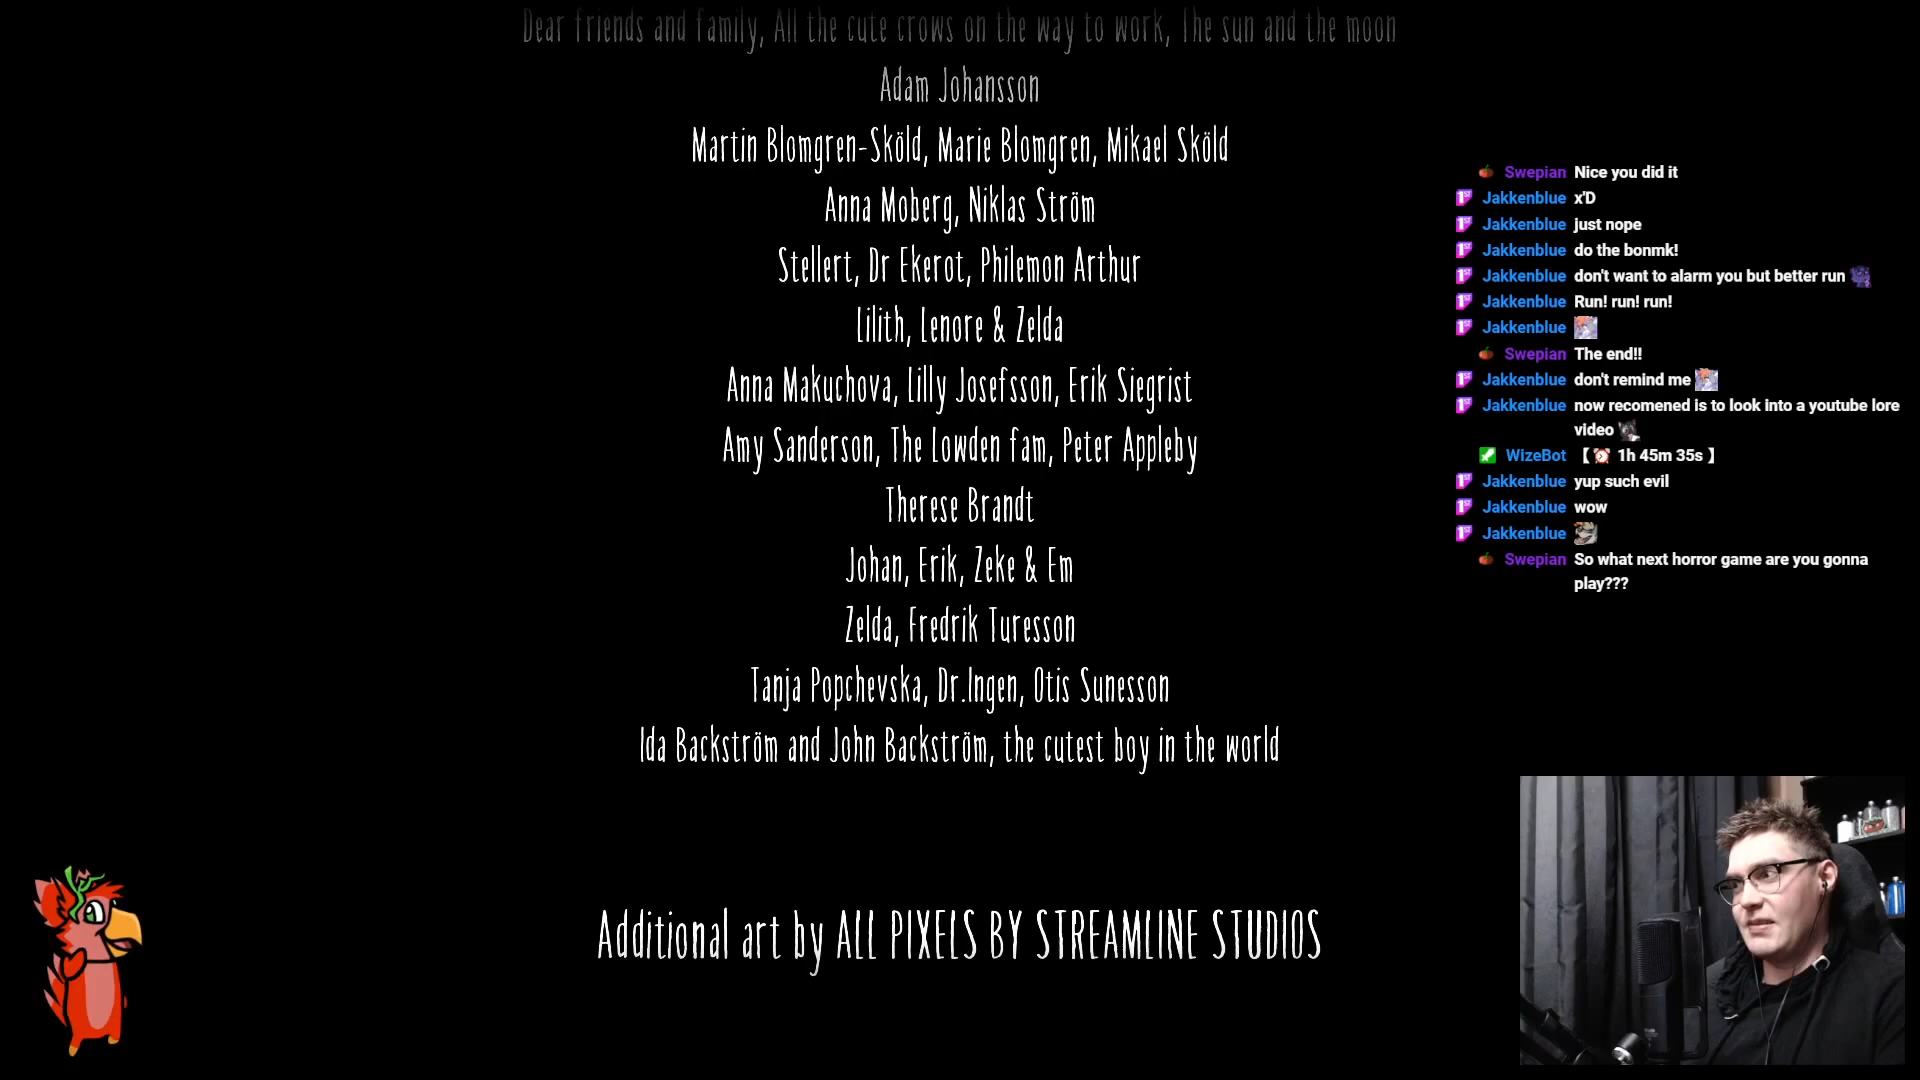 Dear friends and family, All the cute crows on the way to work, The sun and the moon
Adam Johansson
Martin Blomgren-Sköld, Marie Blomgren, Mikael Sköld
Anna Moberg, Niklas Ström
Stellert, Dr Ekerot, Philemon Arthur
Lilith, Lenore & Zelda
Anna Makuchova, Lilly Josefsson, Erik Siegrist
Amy Sanderson, The Lowden fam, Peter Appleby
Therese Brandt
Johan, Erik, Zeke & Em
Zelda, Fredrik Turesson
Tanja Popchevska, Dr.Ingen, Otis Sunesson
Ida Backström and John Backström, the cutest boy in the world
Additional art by ALL PIXELS BY STREAMLINE STUDIOS
Swepian Nice you did it
Jakkenblue x'D
Jakkenblue just nope
Jakkenblue do the bonmk!
Jakkenblue don't want to alarm you but better run
Jakkenblue Run! run! run!
Jakkenblue
Swepian The end!!
Jakkenblue don't remind me
Jakkenblue now recomened is to look into a youtube lore
video
WizeBot 【⏰ 1h 45m 35s 】
Jakkenblue yup such evil
Jakkenblue wow
Jakkenblue
Swepian So what next horror game are you gonna
play???